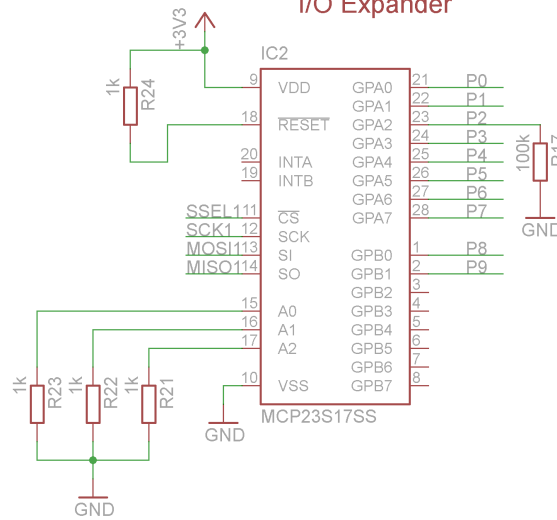 I/O Expander
+3V3
IC2
1k
R24
9 VDD GPA0 21 P0
GPA1 22 P1
18 RESET GPA2 23 P2
GPA3 24 P3
20 INTA GPA4 25 P4
19 INTB GPA5 26 P5
GPA6 27 P6
SSEL1 11 CS GPA7 28 P7
SCK1 12 SCK
MOSI1 13 SI GPB0 1 P8
MISO1 14 SO GPB1 2 P9
GPB2 3
15 A0 GPB3 4
16 A1 GPB4 5
17 A2 GPB5 6
GPB6 7
10 VSS GPB7 8
100k
R17
GND
1k
R23
1k
R22
1k
R21
GND
MCP23S17SS
GND